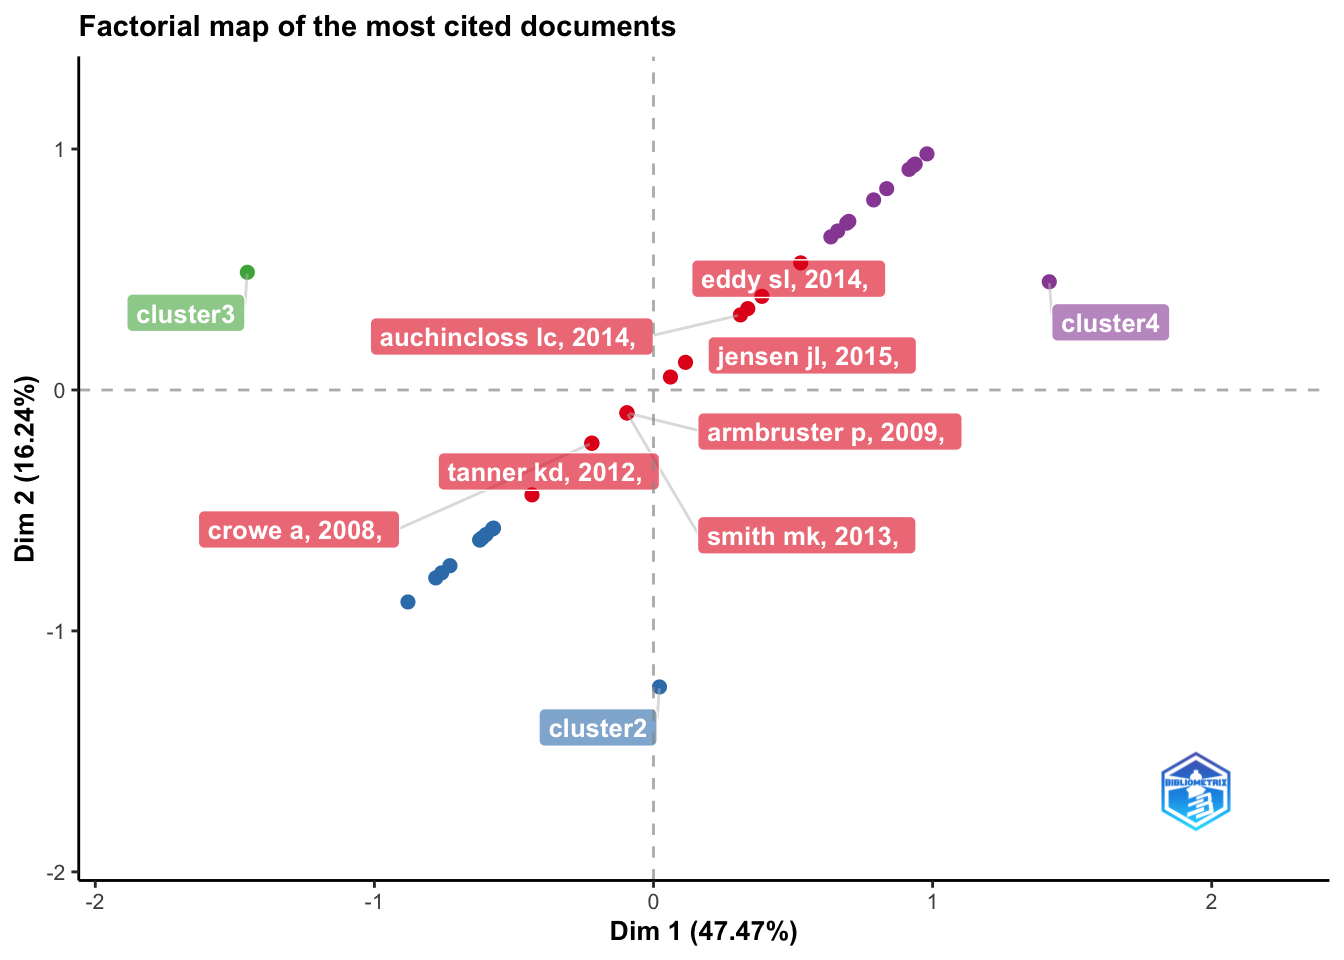 Factorial map of the most cited documents
1
0
-1
-2
Dim 2 (16.24%)
eddy sl, 2014,
cluster3
cluster4
auchincloss lc, 2014,
jensen jl, 2015,
armbruster p, 2009,
tanner kd, 2012,
crowe a, 2008,
smith mk, 2013,
cluster2
BIBLIOMETRIX
-2
-1
0
1
2
Dim 1 (47.47%)